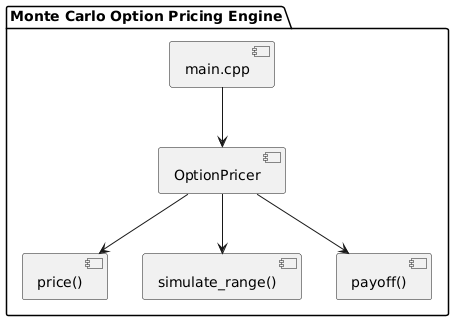 Monte Carlo Option Pricing Engine
main.cpp
OptionPricer
price()
simulate_range()
payoff()